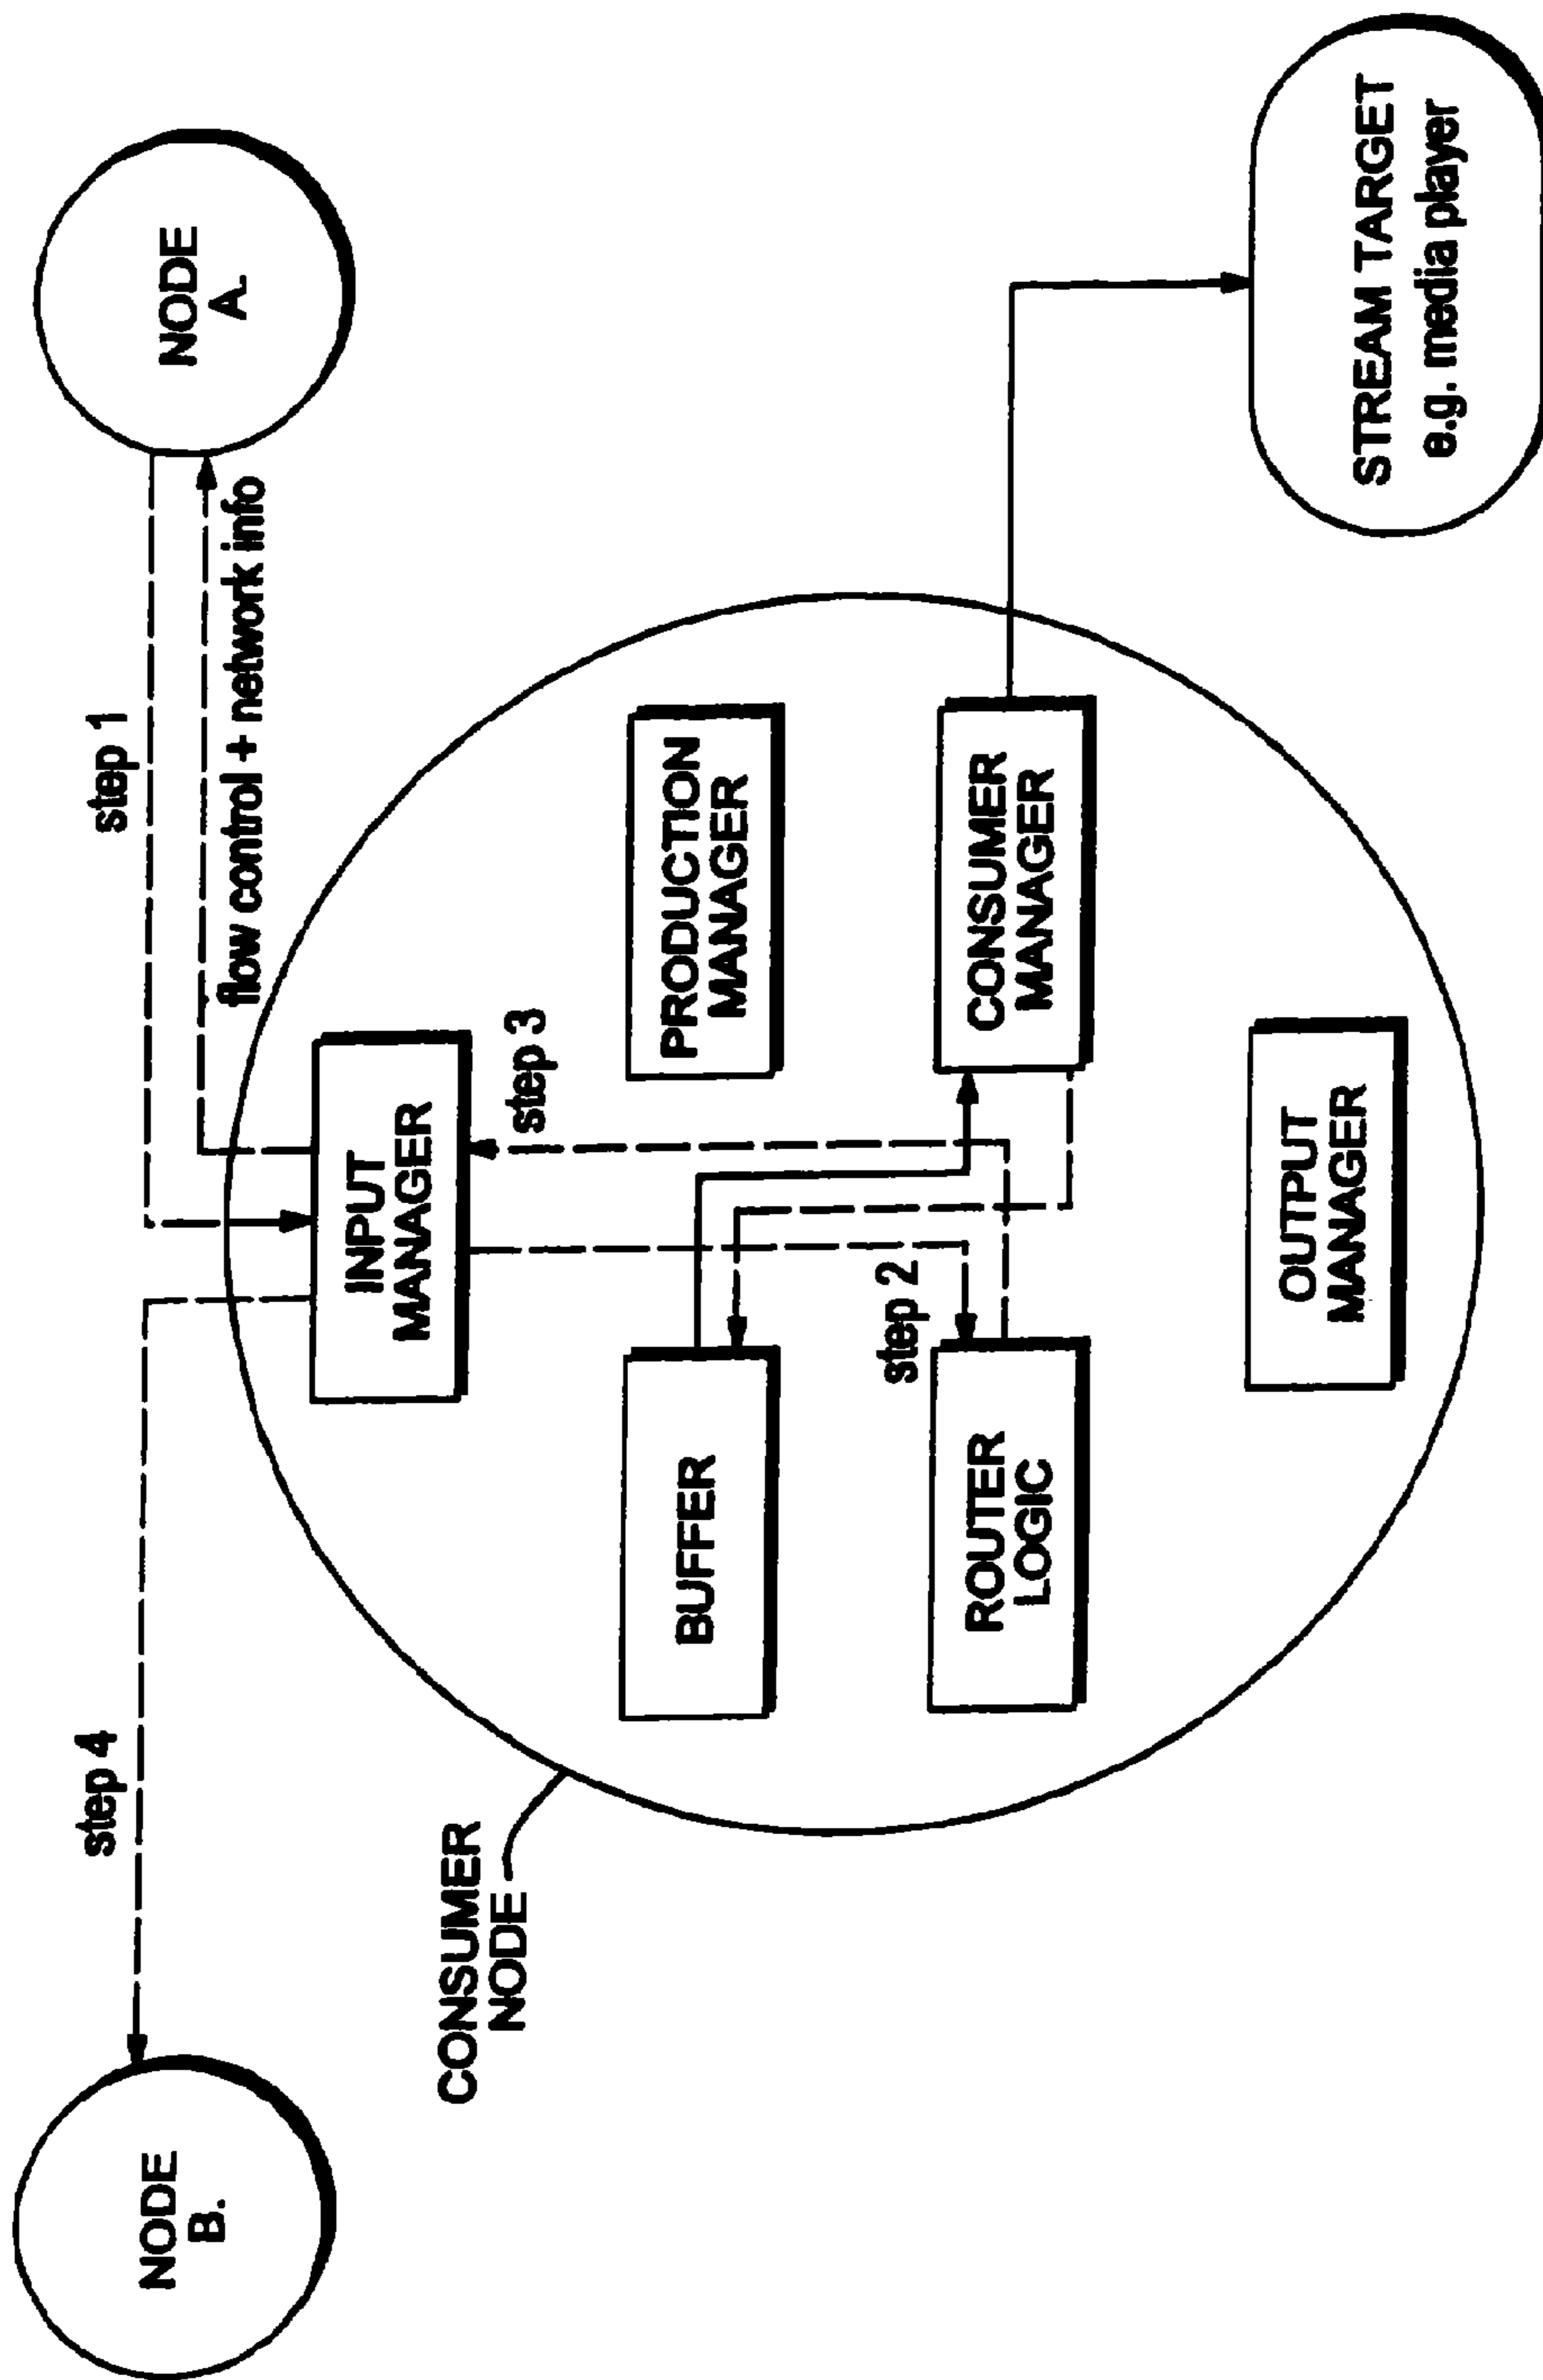 NODE
B.
step 4
step 1
NODE
A.
flow control + network info
CONSUMER
NODE
INPUT
MANAGER
step 3
BUFFER
PRODUCTION
MANAGER
step 2
ROUTER
LOGIC
CONSUMER
MANAGER
OUTPUT
MANAGER
STREAM TARGET
e.g. media player